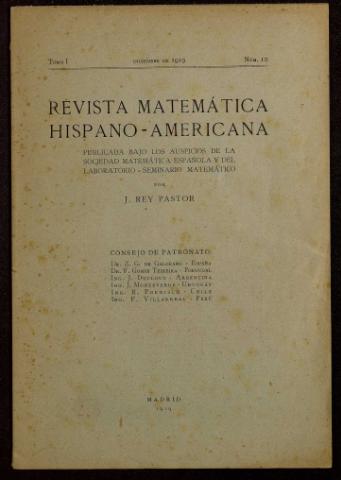 Tomo I DICIEMBRE DE 1919 Núm. 10
REVISTA MATEMÁTICA
HISPANO-AMERICANA
PUBLICADA BAJO LOS AUSPICIOS DE LA
SOCIEDAD MATEMÁTICA ESPAÑOLA Y DEL
LABORATORIO-SEMINARIO MATEMÁTICO
POR
J. REY PASTOR
CONSEJO DE PATRONATO
Dr. Z. G. de Galdeano - España
Dr. F. Gomes Teixeira - Portugal
Ing. J. Duclout - Argentina
Ing. J. Monteverde - Uruguay
Ing. R. - Chile
Ing. F. Villarreal - Perú
MADRID
1919